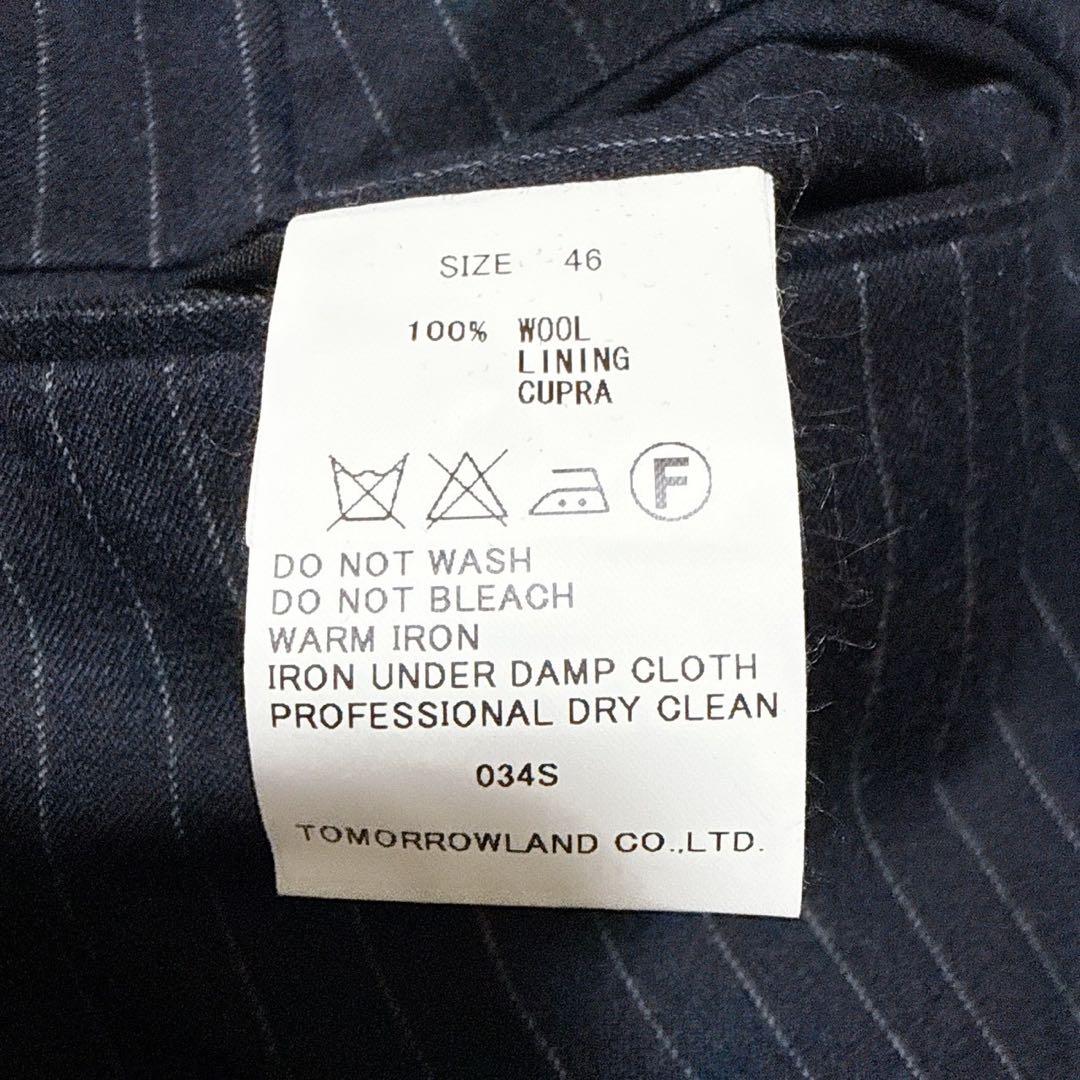 SIZE 46
100% WOOL
LINING
CUPRA
F
DO NOT WASH
DO NOT BLEACH
WARM IRON
IRON UNDER DAMP CLOTH
PROFESSIONAL DRY CLEAN
034S
TOMORROWLAND CO.,LTD.